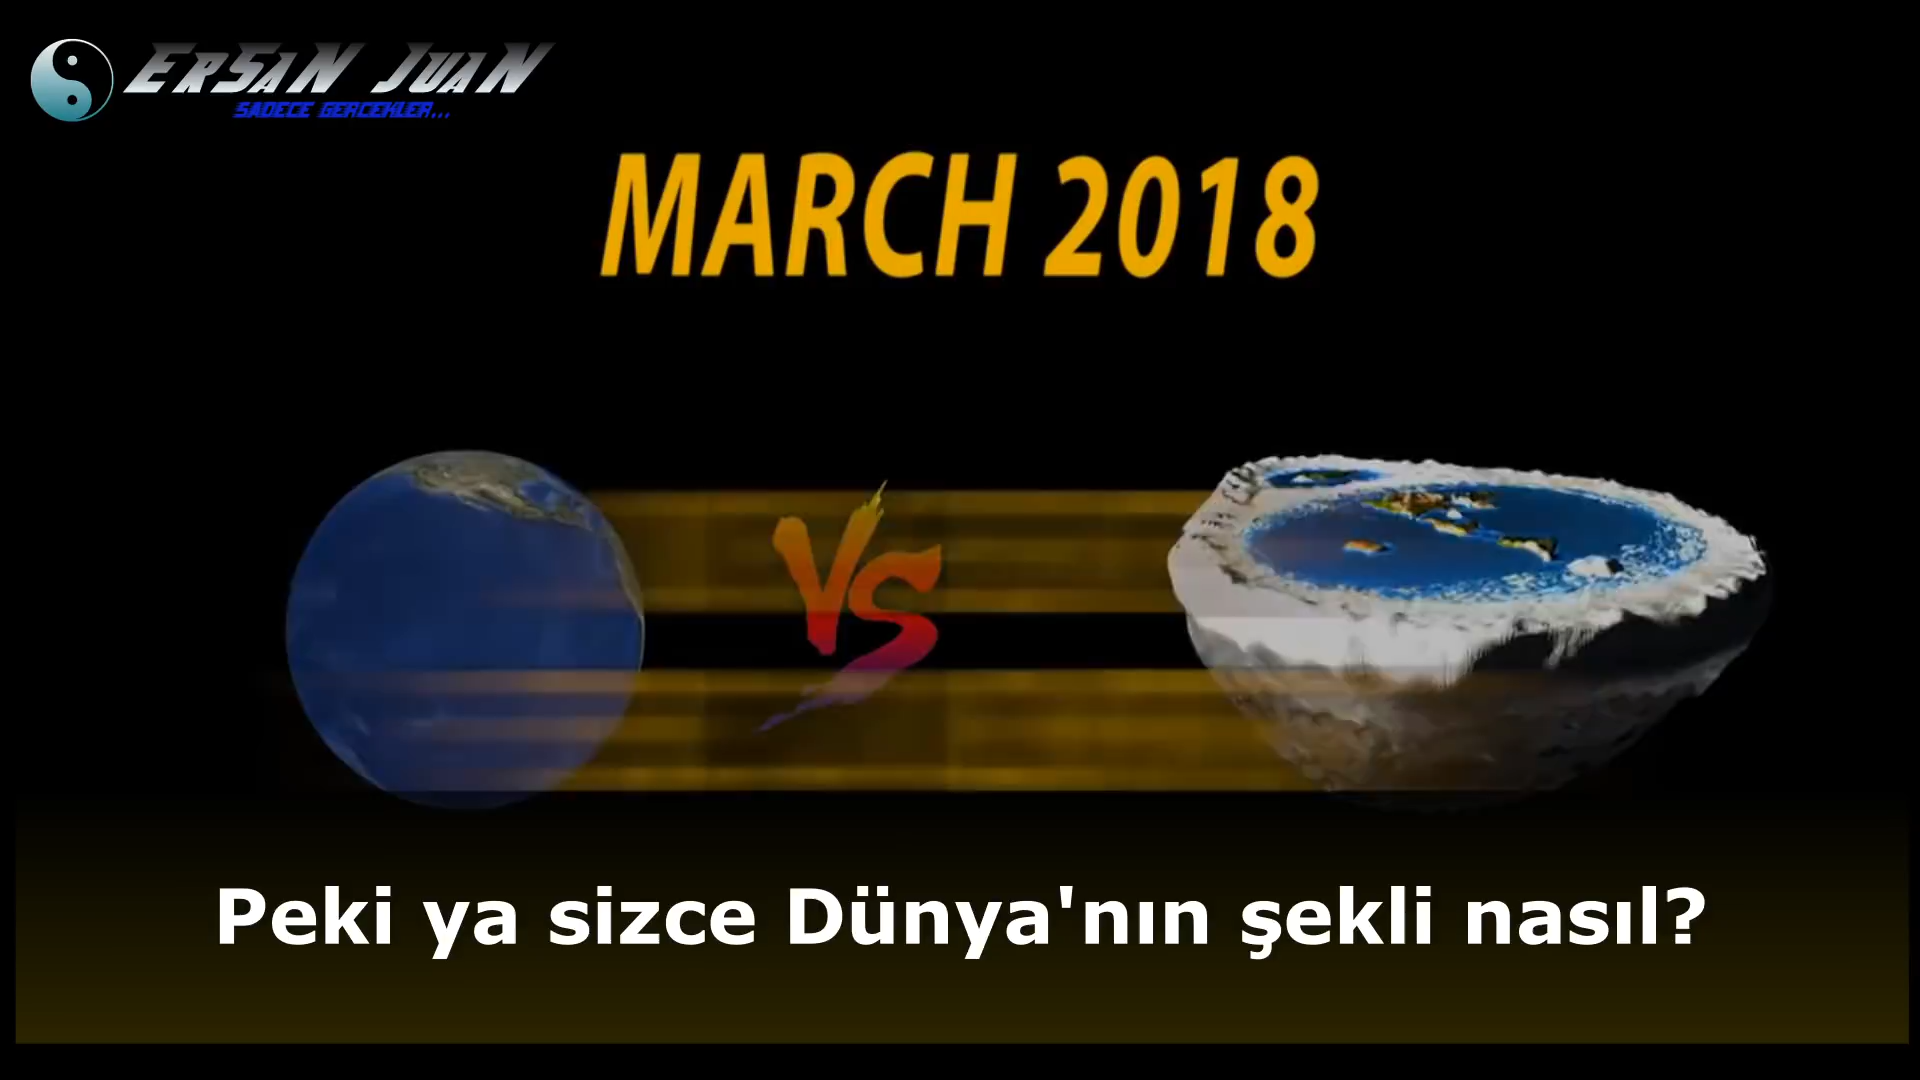 ErSaN JuaN
SADECE GERCEKLER...
MARCH 2018
VS
Peki ya sizce Dünya'nın şekli nasıl?